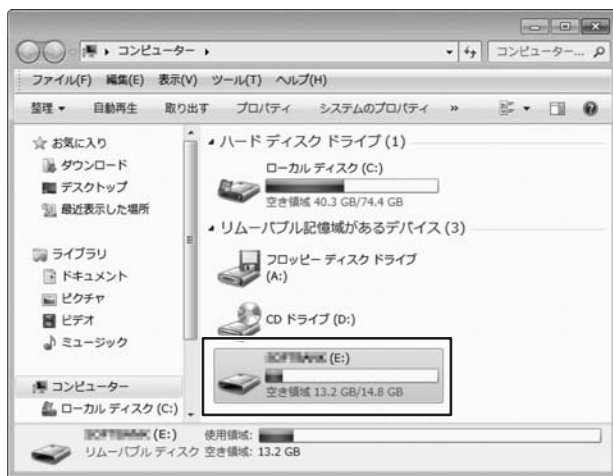 コンピューター
コンピューター...
ファイル(F) 編集(E) 表示(V) ツール(T) ヘルプ(H)
整理 自動再生 取り出す プロパティ システムのプロパティ »
お気に入り
ダウンロード
デスクトップ
最近表示した場所
ライブラリ
ドキュメント
ピクチャ
ビデオ
ミュージック
コンピューター
ローカル ディスク (C:)
ハード ディスク ドライブ (1)
ローカル ディスク (C:)
空き領域 40.3 GB/74.4 GB
リムーバブル記憶域があるデバイス (3)
フロッピー ディスク ドライブ
(A:)
CD ドライブ (D:)
(E:)
空き領域 13.2 GB/14.8 GB
(E:) 使用領域:
リムーバブル ディスク 空き領域: 13.2 GB